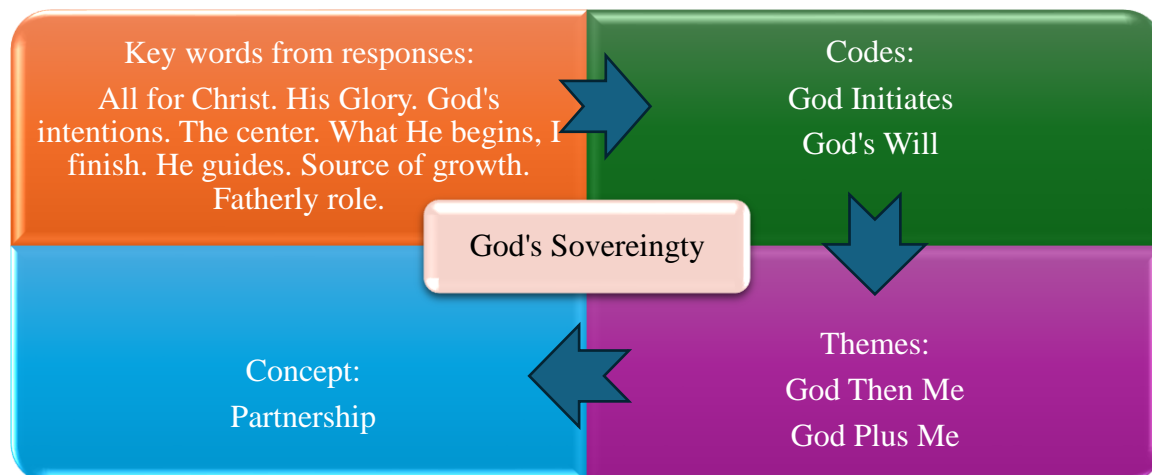 Key words from responses:
All for Christ. His Glory. God's
intentions. The center. What He begins, I
finish. He guides. Source of growth.
Fatherly role.
Codes:
God Initiates
God's Will
God's Sovereingty
Themes:
God Then Me
God Plus Me
Concept:
Partnership